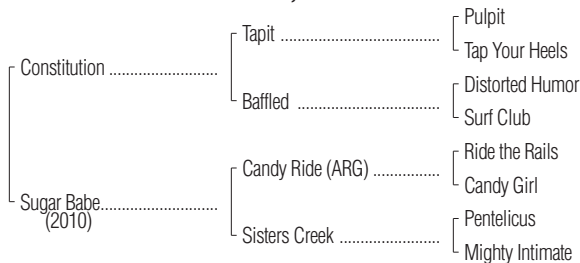 Pulpit
Tapit ........................................
Tap Your Heels
Constitution ..........................
Distorted Humor
Baffled ..................................
Surf Club
Ride the Rails
Candy Ride (ARG) ................
Candy Girl
Sugar Babe............................
(2010)
Pentelicus
Sisters Creek ........................
Mighty Intimate